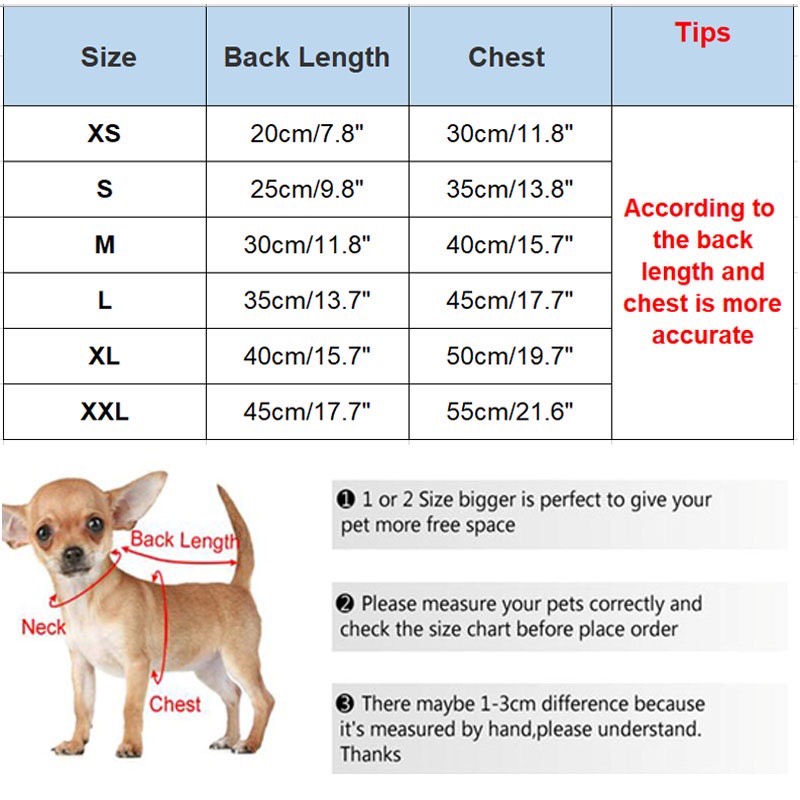 Size Back Length Chest Tips
XS 20cm/7.8" 30cm/11.8"
S 25cm/9.8" 35cm/13.8"
M 30cm/11.8" 40cm/15.7"
L 35cm/13.7" 45cm/17.7"
XL 40cm/15.7" 50cm/19.7"
XXL 45cm/17.7" 55cm/21.6"
According to
the back
length and
chest is more
accurate
Back Length
Neck
Chest
❶ 1 or 2 Size bigger is perfect to give your
pet more free space
❷ Please measure your pets correctly and
check the size chart before place order
❸ There maybe 1-3cm difference because
it's measured by hand,please understand.
Thanks